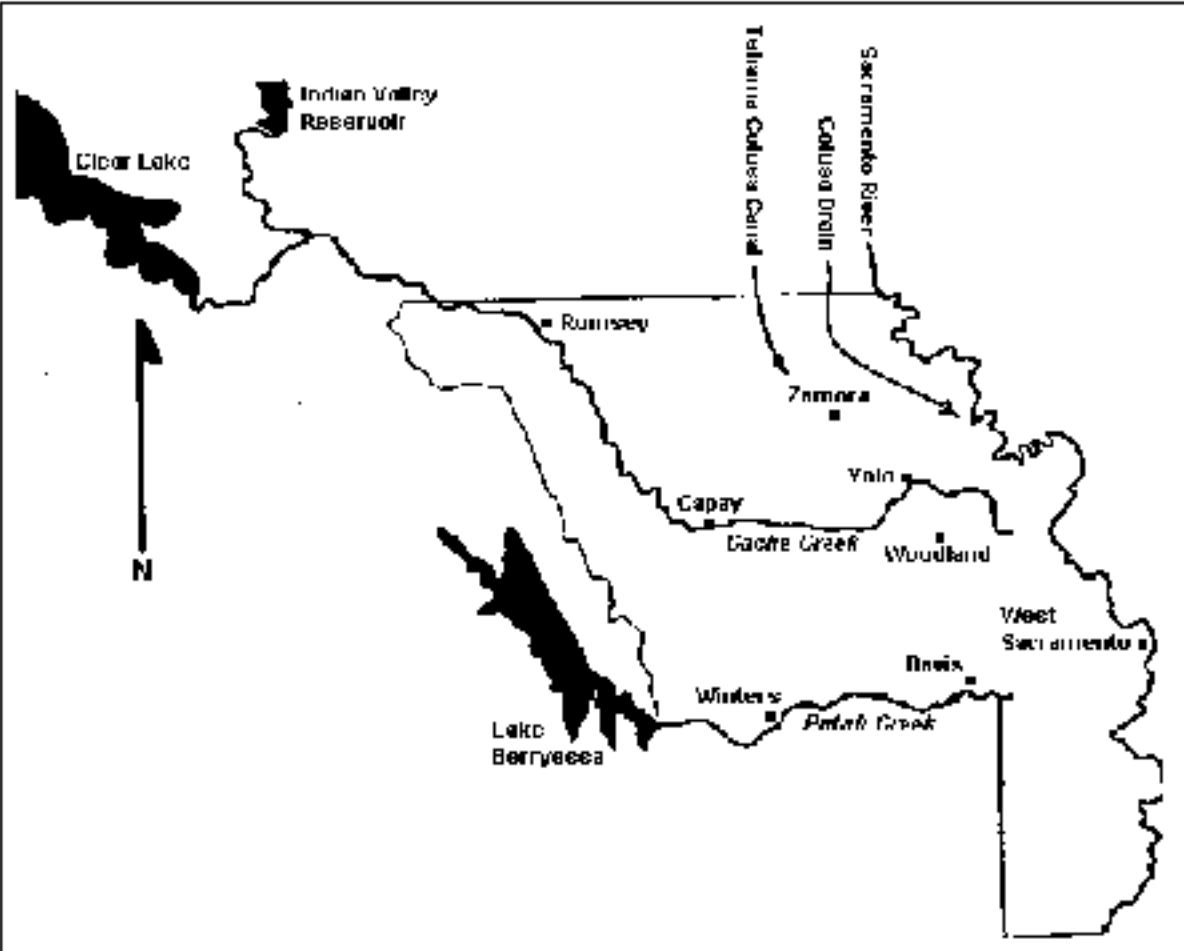 Indian Valley
Reservoir
Clear Lake
Tehama Colusa Canal
Colusa Drain
Sacramento River
Rumsey
Zamora
Yolo
Capay
Cache Creek
Woodland
N
West
Sacramento
Davis
Winters
Putah Creek
Lake
Berryessa